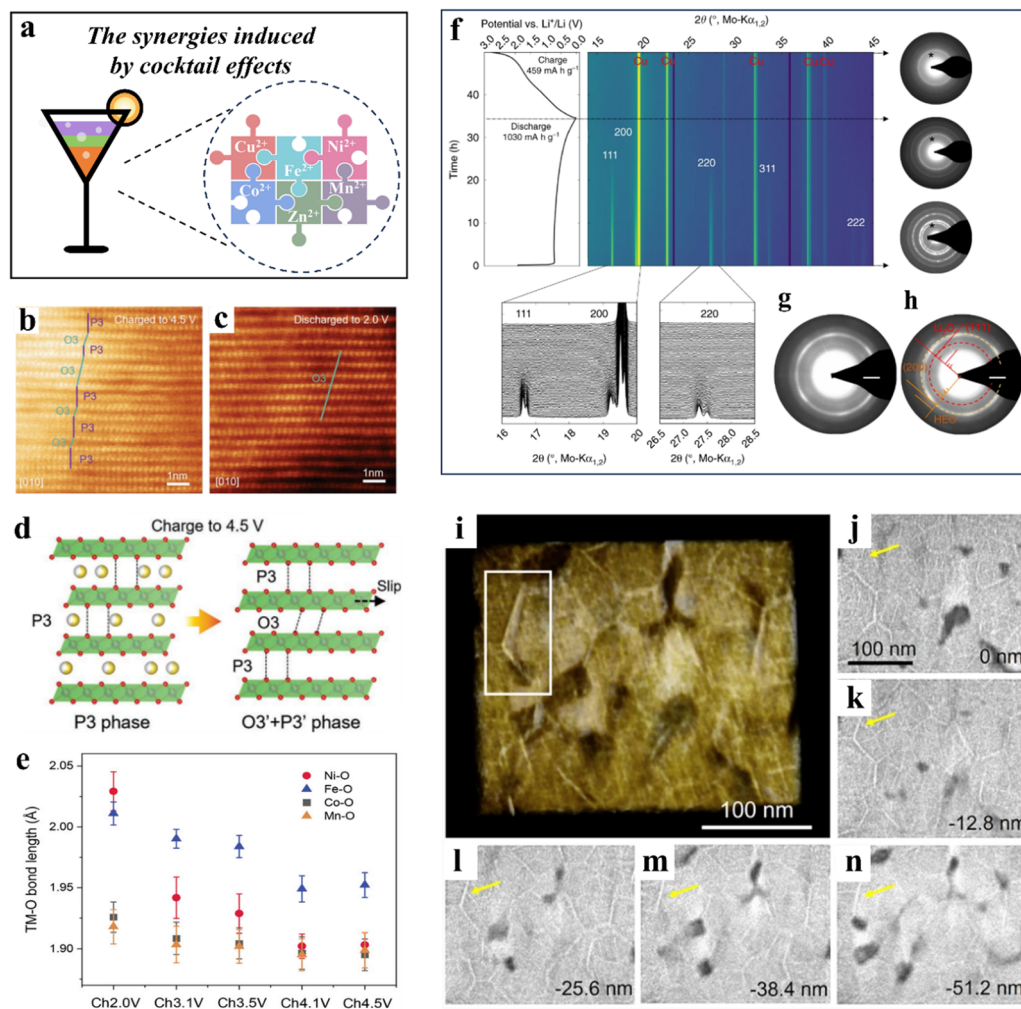 a
The synergies induced
by cocktail effects
Cu²⁺
Ni²⁺
Fe²⁺
Co²⁺
Mn²⁺
Zn²⁺
b
Charged to 4.5 V
P3
O3
P3
O3
P3
O3
P3
O3
P3
[010]
1nm
c
Discharged to 2.0 V
O3
[010]
1nm
d
Charge to 4.5 V
P3
P3
O3
P3
Slip
P3 phase
O3'+P3' phase
e
TM-O bond length (Å)
2.05
2.00
1.95
1.90
Ni-O
Fe-O
Co-O
Mn-O
Ch2.0V Ch3.1V Ch3.5V Ch4.1V Ch4.5V
f
Potential vs. Li⁺/Li (V)
3.0 2.5 2.0 1.5 1.0 0.5 0.0
2θ (°, Mo-Kα₁,₂)
15 20 25 30 35 40 45
Charge
459 mA h g⁻¹
Discharge
1030 mA h g⁻¹
Time (h)
40
30
20
10
0
Cu Cu Cu
200
111
220
311
222
111 200
16 17 18 19 20
2θ (°, Mo-Kα₁,₂)
220
26.5 27.0 27.5 28.0 28.5
2θ (°, Mo-Kα₁,₂)
g
h
(111)
(200)
HEO
i
100 nm
j
100 nm
0 nm
k
-12.8 nm
l
-25.6 nm
m
-38.4 nm
n
-51.2 nm